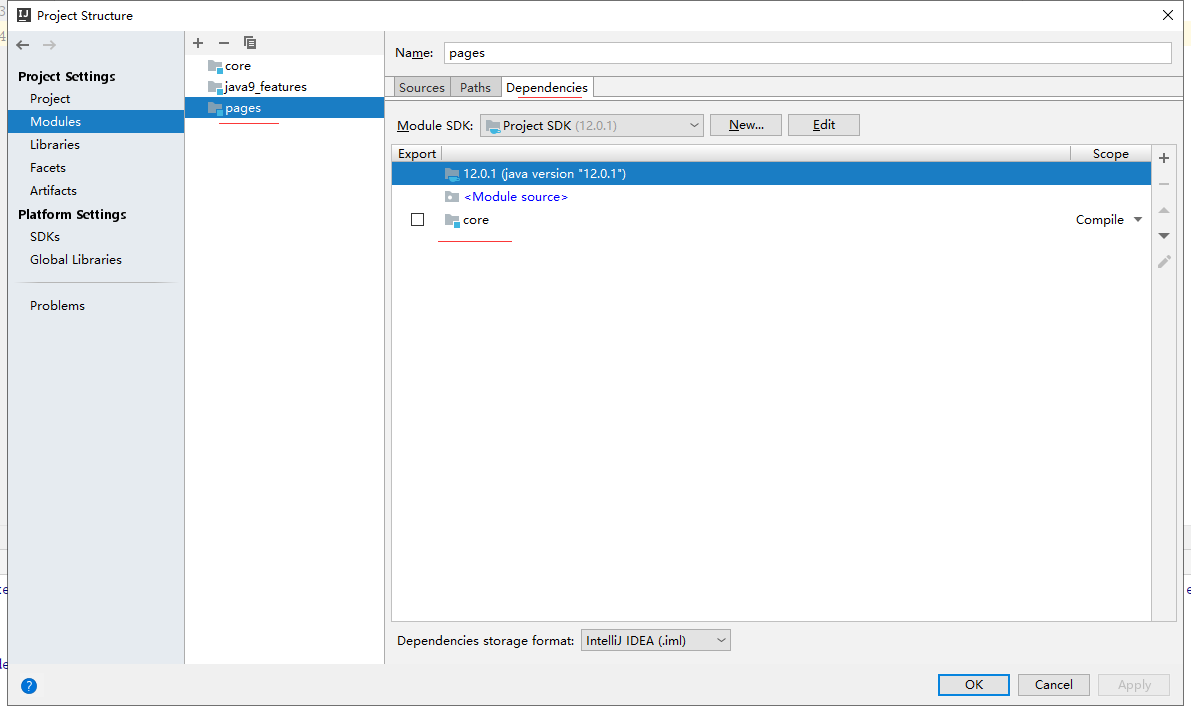 Project Structure
Project Settings
Project
Modules
Libraries
Facets
Artifacts
Platform Settings
SDKs
Global Libraries
Problems
core
java9_features
pages
Name: pages
Sources Paths Dependencies
Module SDK: Project SDK (12.0.1) New... Edit
Export Scope
12.0.1 (java version "12.0.1")
<Module source>
core Compile
Dependencies storage format: IntelliJ IDEA (.iml)
? OK Cancel Apply